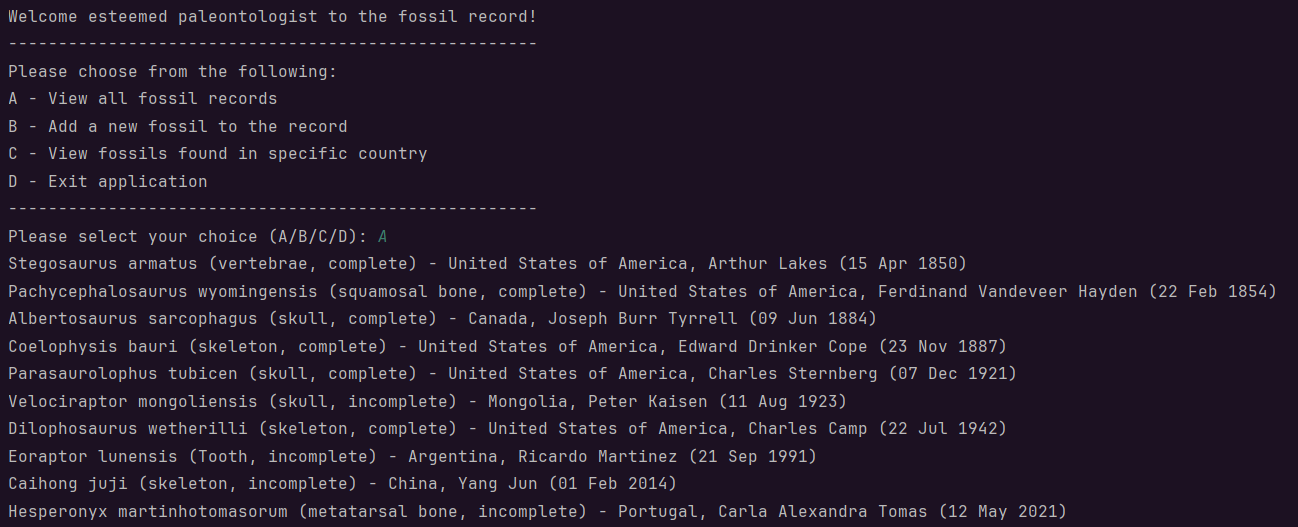 Welcome esteemed paleontologist to the fossil record!
-----------------------------------------------------
Please choose from the following:
A - View all fossil records
B - Add a new fossil to the record
C - View fossils found in specific country
D - Exit application
-----------------------------------------------------
Please select your choice (A/B/C/D): A
Stegosaurus armatus (vertebrae, complete) - United States of America, Arthur Lakes (15 Apr 1850)
Pachycephalosaurus wyomingensis (squamosal bone, complete) - United States of America, Ferdinand Vandeveer Hayden (22 Feb 1854)
Albertosaurus sarcophagus (skull, complete) - Canada, Joseph Burr Tyrrell (09 Jun 1884)
Coelophysis bauri (skeleton, complete) - United States of America, Edward Drinker Cope (23 Nov 1887)
Parasaurolophus tubicen (skull, complete) - United States of America, Charles Sternberg (07 Dec 1921)
Velociraptor mongoliensis (skull, incomplete) - Mongolia, Peter Kaisen (11 Aug 1923)
Dilophosaurus wetherilli (skeleton, complete) - United States of America, Charles Camp (22 Jul 1942)
Eoraptor lunensis (Tooth, incomplete) - Argentina, Ricardo Martinez (21 Sep 1991)
Caihong juji (skeleton, incomplete) - China, Yang Jun (01 Feb 2014)
Hesperonyx martinhotomasorum (metatarsal bone, incomplete) - Portugal, Carla Alexandra Tomas (12 May 2021)